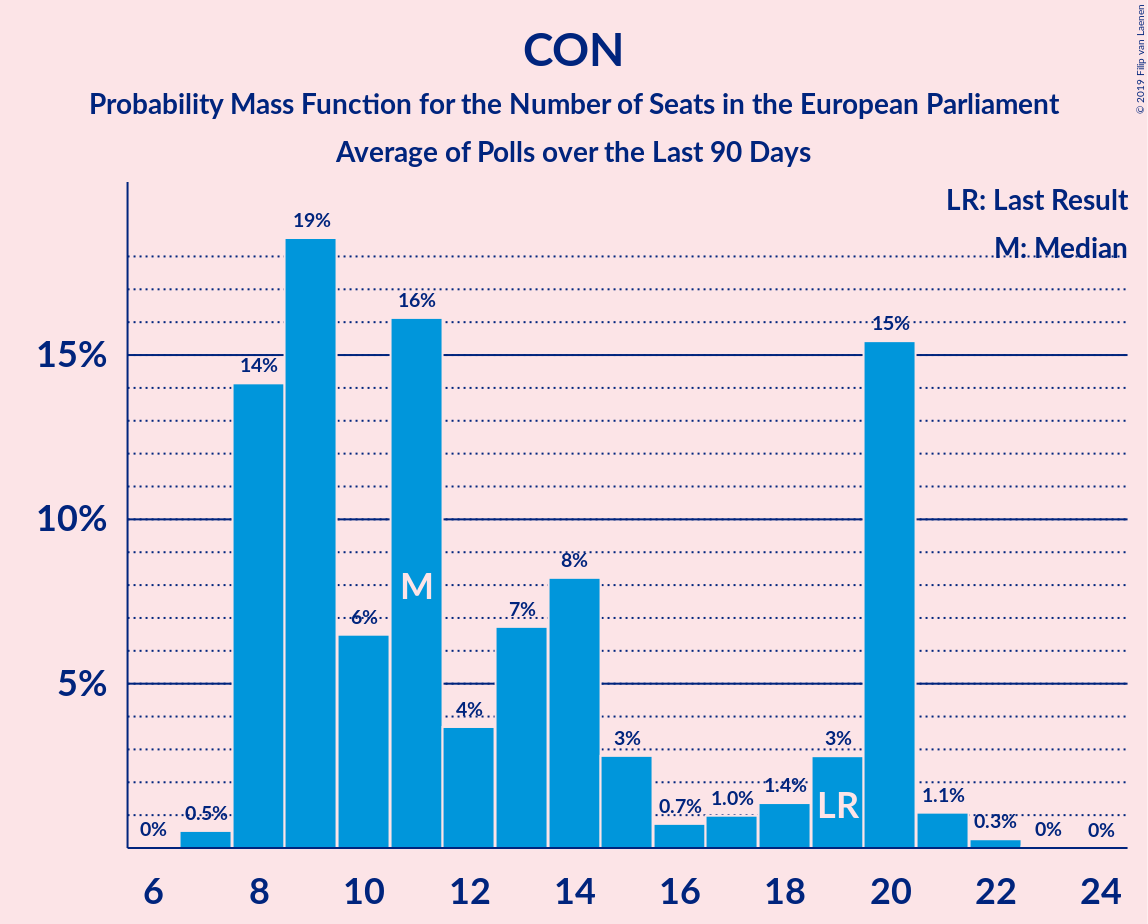 CON
Probability Mass Function for the Number of Seats in the European Parliament
Average of Polls over the Last 90 Days
© 2019 Filip van Laenen
LR: Last Result
M: Median
15%
10%
5%
0%
0.5%
14%
19%
6%
16%
4%
7%
8%
3%
0.7%
1.0%
1.4%
3%
15%
1.1%
0.3%
0%
0%
M
LR
6 8 10 12 14 16 18 20 22 24